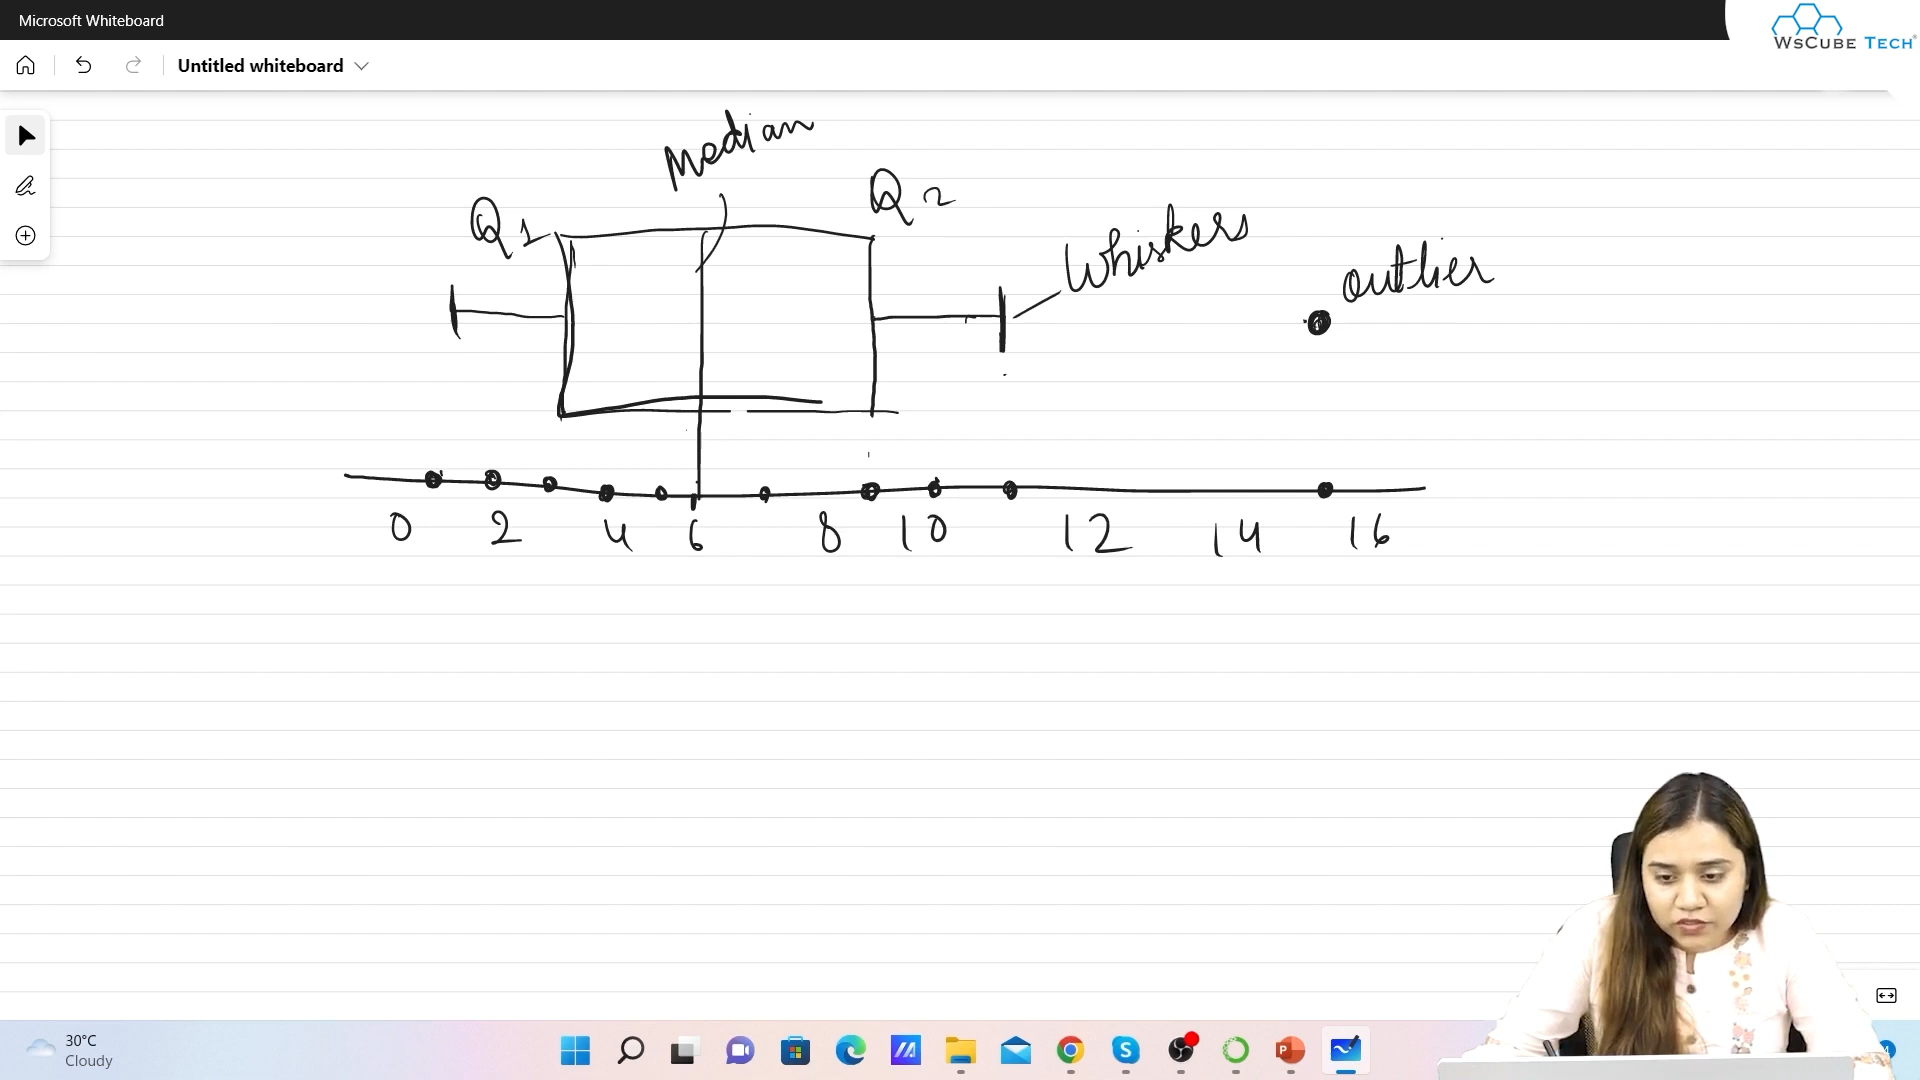 Microsoft Whiteboard
WsCube Tech
Untitled whiteboard
Median
Q1
Q2
Whiskers
outlier
0 2 4 6 8 10 12 14 16
30°C
Cloudy